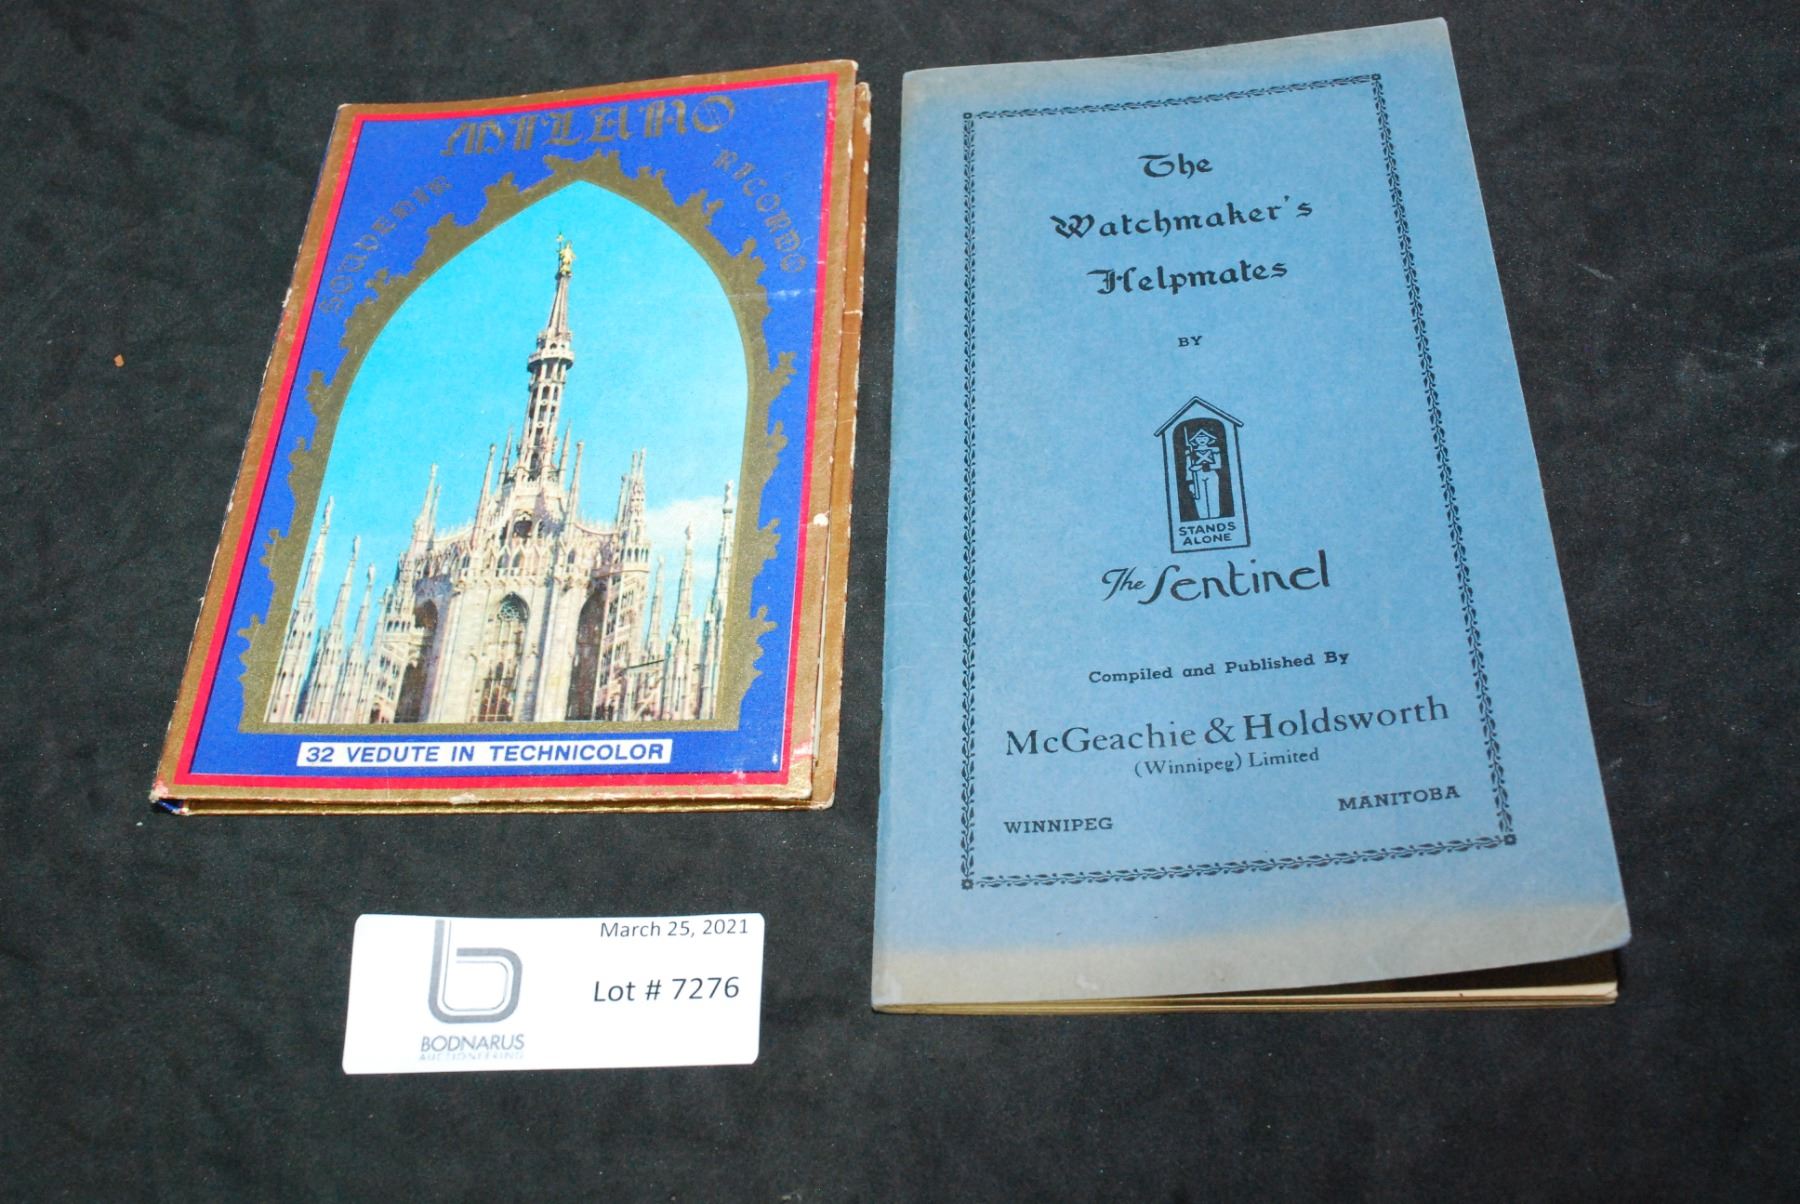 MILANO
SOUVENIR
RICORDO
32 VEDUTE IN TECHNICOLOR
The
Watchmaker's
Helpmates
BY
STANDS
ALONE
The Sentinel
Compiled and Published By
McGeachie & Holdsworth
(Winnipeg) Limited
WINNIPEG MANITOBA
March 25, 2021
Lot # 7276
b
BODNARUS
AUCTIONEERING